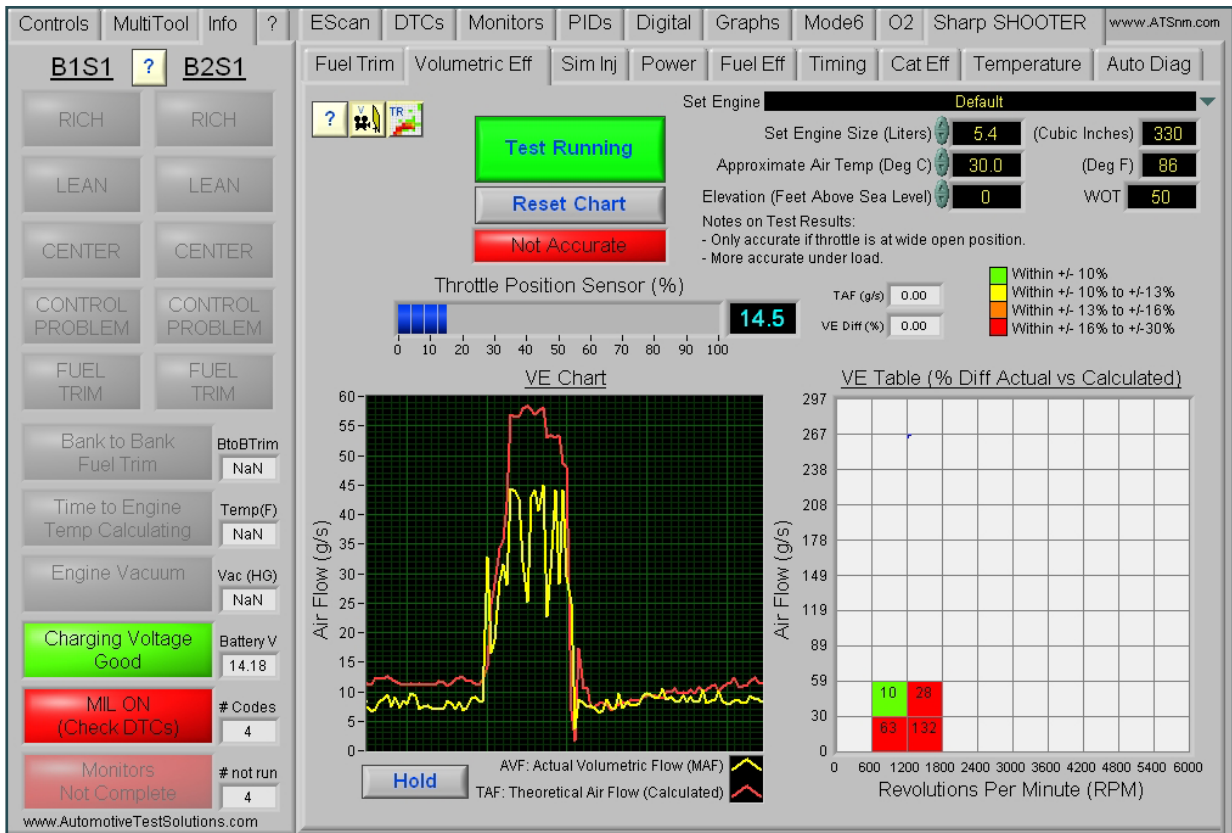 Controls MultiTool Info ?
EScan DTCs Monitors PIDs Digital Graphs Mode6 O2 Sharp SHOOTER www.ATSnm.com
B1S1 ? B2S1
RICH RICH
LEAN LEAN
CENTER CENTER
CONTROL PROBLEM CONTROL PROBLEM
FUEL TRIM FUEL TRIM
Bank to Bank Fuel Trim
BtoBTrim
NaN
Time to Engine Temp Calculating
Temp(F)
NaN
Engine Vacuum
Vac (HG)
NaN
Charging Voltage Good
Battery V
14.18
MIL ON (Check DTCs)
# Codes
4
Monitors Not Complete
# not run
4
www.AutomotiveTestSolutions.com
Fuel Trim Volumetric Eff Sim Inj Power Fuel Eff Timing Cat Eff Temperature Auto Diag
? V TR -
Test Running
Reset Chart
Not Accurate
Set Engine Default
Set Engine Size (Liters) 5.4 (Cubic Inches) 330
Approximate Air Temp (Deg C) 30.0 (Deg F) 86
Elevation (Feet Above Sea Level) 0 WOT 50
Notes on Test Results:
- Only accurate if throttle is at wide open position.
- More accurate under load.
Throttle Position Sensor (%)
14.5
0 10 20 30 40 50 60 70 80 90 100
TAF (g/s) 0.00
VE Diff (%) 0.00
Within +/- 10%
Within +/- 10% to +/-13%
Within +/- 13% to +/-16%
Within +/- 16% to +/-30%
VE Chart
Air Flow (g/s)
60
55
50
45
40
35
30
25
20
15
10
5
0
Hold
AVF: Actual Volumetric Flow (MAF)
TAF: Theoretical Air Flow (Calculated)
VE Table (% Diff Actual vs Calculated)
Air Flow (g/s)
297
267
238
208
178
149
119
89
59
30
0
10 28
63 132
0 600 1200 1800 2400 3000 3600 4200 4800 5400 6000
Revolutions Per Minute (RPM)